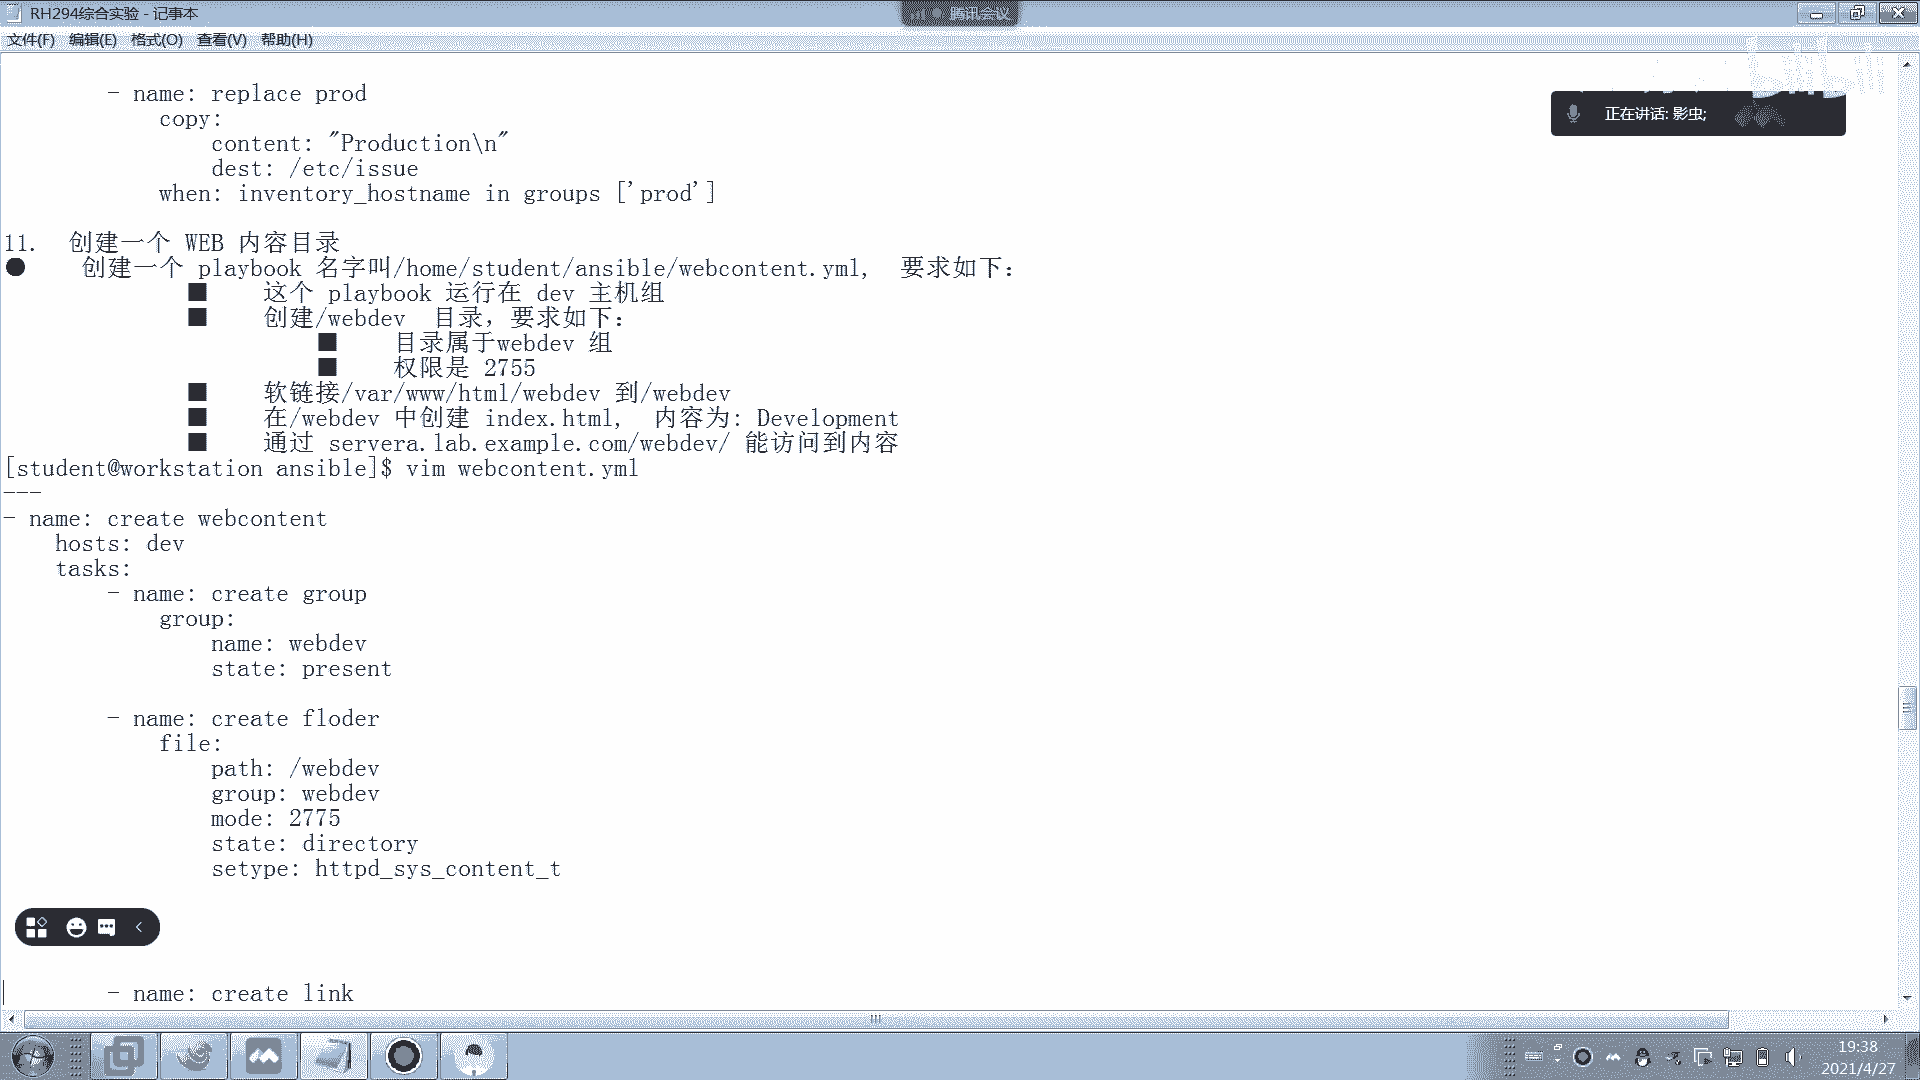 RH294综合实验 - 记事本
腾讯会议
文件(F) 编辑(E) 格式(O) 查看(V) 帮助(H)
bilibili
正在讲话: 影虫;
- name: replace prod
copy:
content: "Production\n"
dest: /etc/issue
when: inventory_hostname in groups ['prod']
11. 创建一个 WEB 内容目录
● 创建一个 playbook 名字叫/home/student/ansible/webcontent.yml, 要求如下:
■ 这个 playbook 运行在 dev 主机组
■ 创建/webdev 目录，要求如下:
■ 目录属于webdev 组
■ 权限是 2755
■ 软链接/var/www/html/webdev 到/webdev
■ 在/webdev 中创建 index.html, 内容为: Development
■ 通过 servera.lab.example.com/webdev/ 能访问到内容
[student@workstation ansible]$ vim webcontent.yml
---
- name: create webcontent
hosts: dev
tasks:
- name: create group
group:
name: webdev
state: present
- name: create floder
file:
path: /webdev
group: webdev
mode: 2775
state: directory
setype: httpd_sys_content_t
- name: create link
19:38
2021/4/27